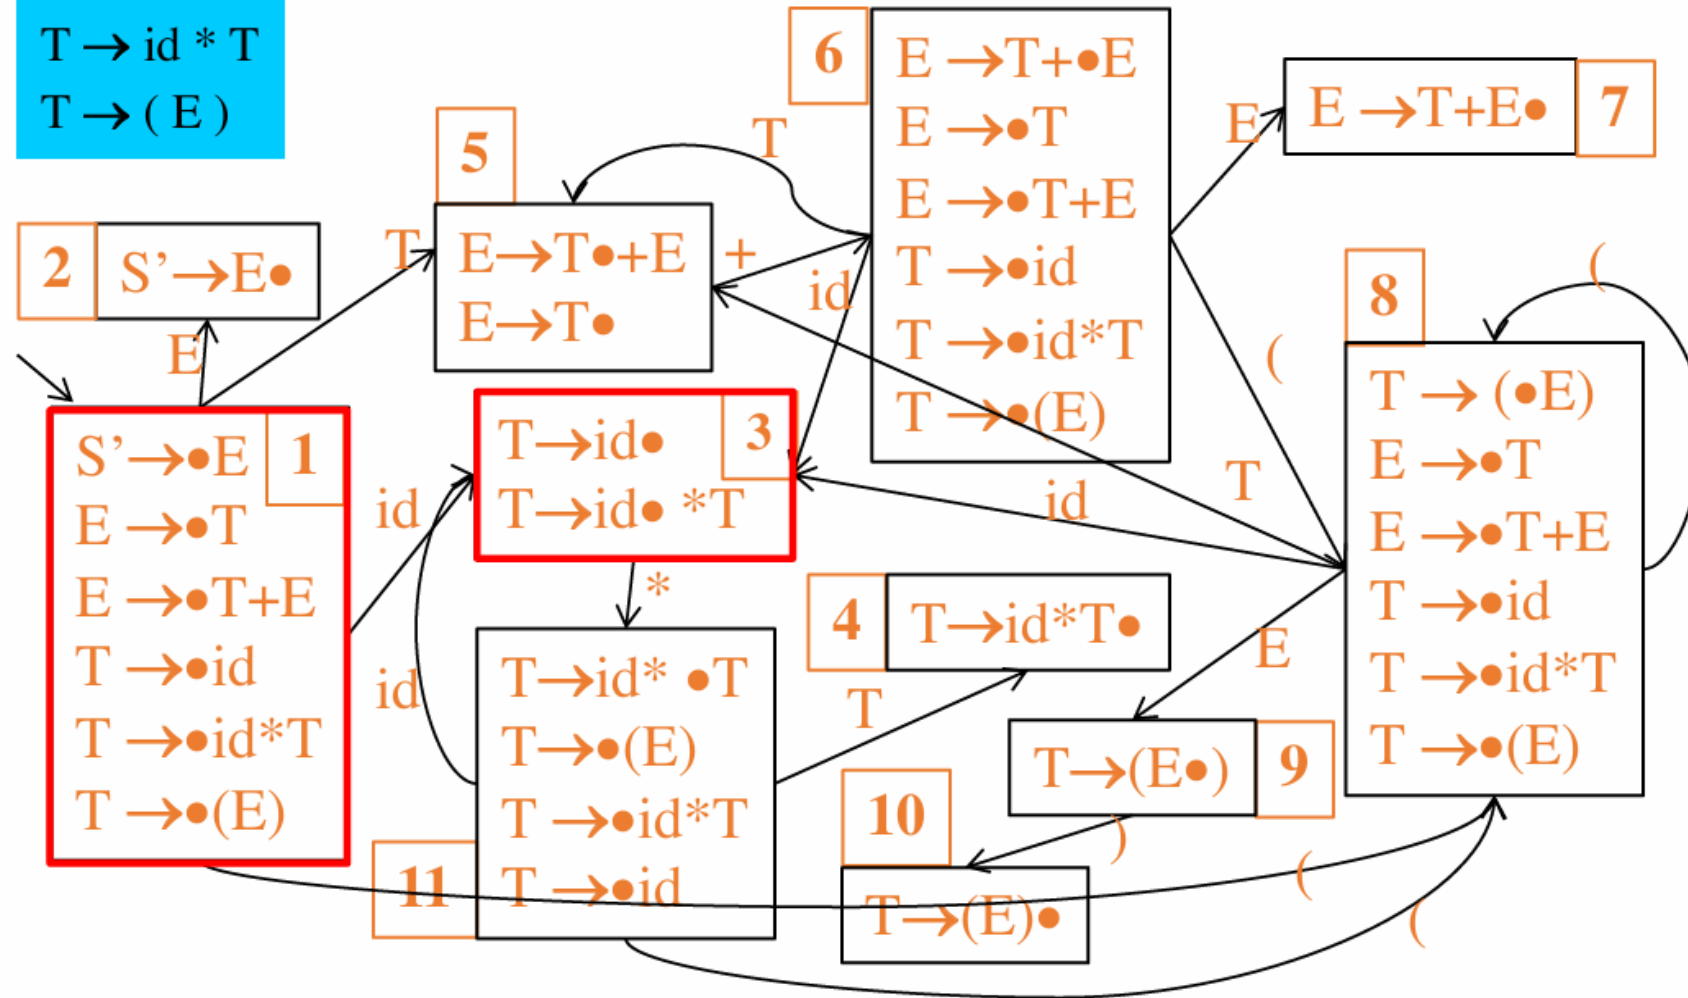 T → id * T
T → ( E )
6
E →T+●E
E →●T
E →●T+E
T →●id
T →●id*T
T →●(E)
E
E →T+E● 7
5
T
E→T●+E
E→T●
+
id
2 S’→E●
T
E
8
(
T → (●E)
E →●T
E →●T+E
T →●id
T →●id*T
T →●(E)
(
S’→●E 1
E →●T
E →●T+E
T →●id
T →●id*T
T →●(E)
id
T→id● 3
T→id● *T
T
id
*
id
T→id* ●T
T→●(E)
T →●id*T
T →●id
11
4 T→id*T●
T
E
T→(E●) 9
10
)
T→(E)●
(
(